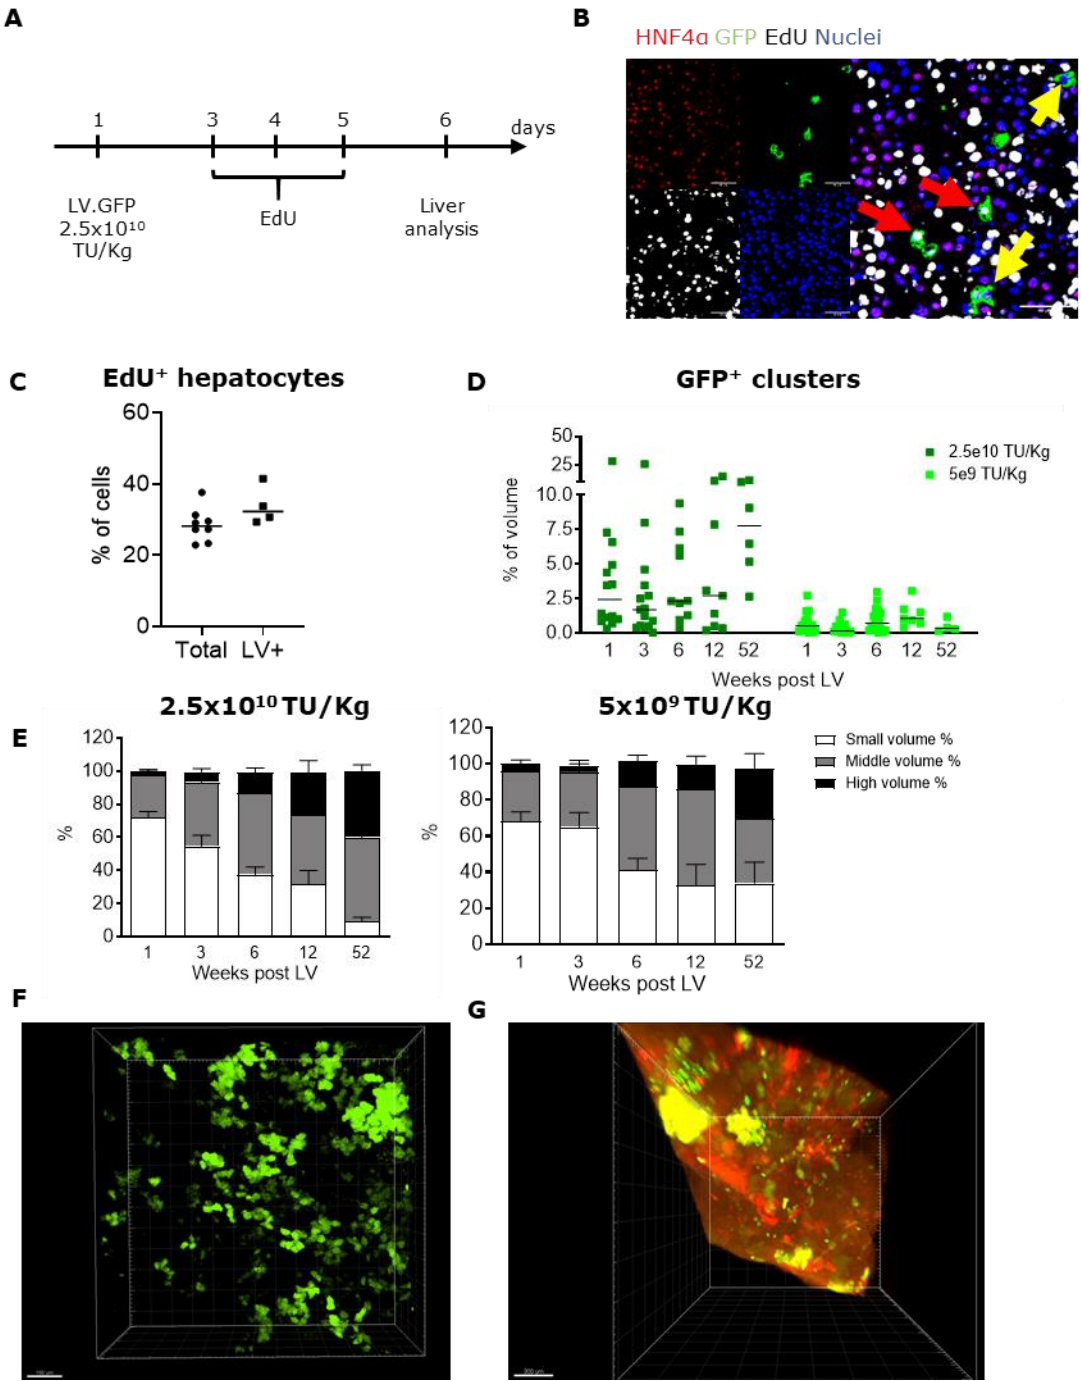 A
1 3 4 5 6 days
LV.GFP
2.5x10¹⁰
TU/Kg
EdU
Liver
analysis
B
HNF4α GFP EdU Nuclei
C
EdU⁺ hepatocytes
% of cells
60
40
20
0
Total LV+
D
GFP⁺ clusters
% of volume
50
25
10.0
7.5
5.0
2.5
0.0
2.5e10 TU/Kg
5e9 TU/Kg
1 3 6 12 52 1 3 6 12 52
Weeks post LV
E
2.5x10¹⁰ TU/Kg
%
120
100
80
60
40
20
0
1 3 6 12 52
Weeks post LV
5x10⁹ TU/Kg
%
120
100
80
60
40
20
0
1 3 6 12 52
Weeks post LV
Small volume %
Middle volume %
High volume %
F
G